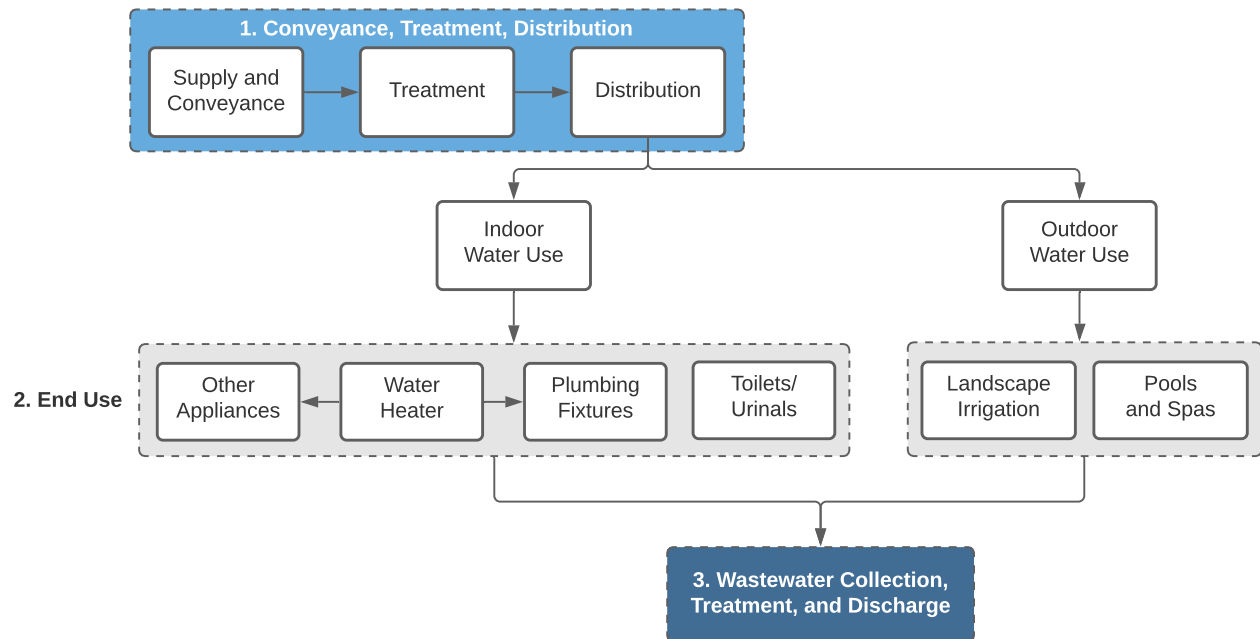 1. Conveyance, Treatment, Distribution
Supply and
Conveyance
Treatment
Distribution
Indoor
Water Use
Outdoor
Water Use
2. End Use
Other
Appliances
Water
Heater
Plumbing
Fixtures
Toilets/
Urinals
Landscape
Irrigation
Pools
and Spas
3. Wastewater Collection,
Treatment, and Discharge